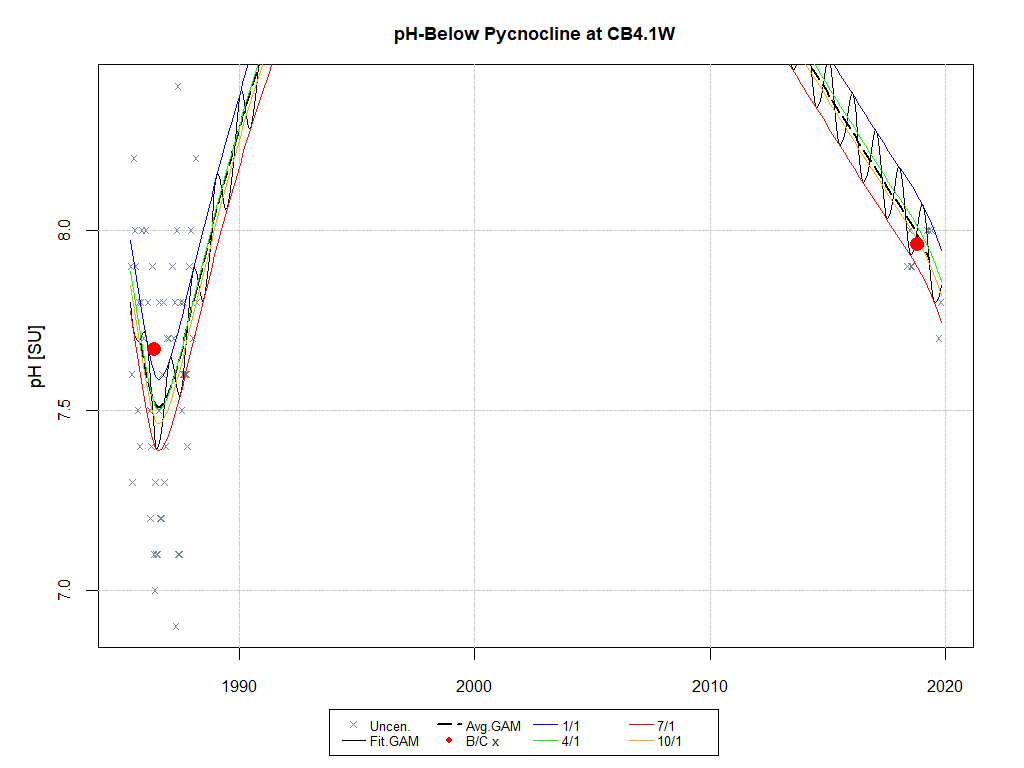 pH-Below Pycnocline at CB4.1W
pH [SU]
8.0
7.5
7.0
1990 2000 2010 2020
Uncen. Avg.GAM 1/1 7/1
Fit.GAM B/C x 4/1 10/1